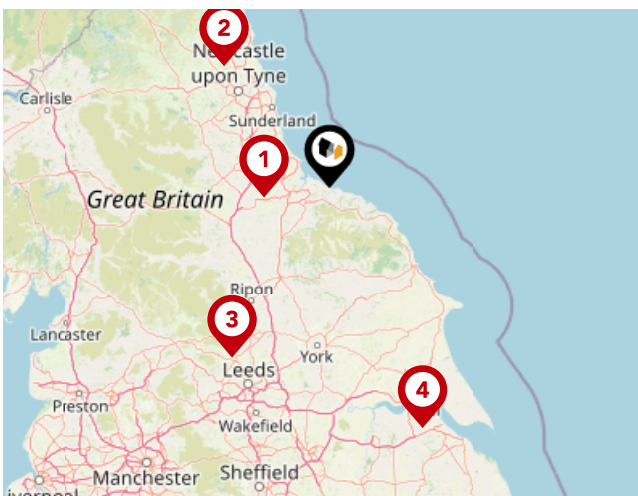 2
Newcastle
upon Tyne
Carlisle
Sunderland
1
Great Britain
Ripon
3
Lancaster
York
Leeds
4
Preston
Wakefield
Manchester
Sheffield